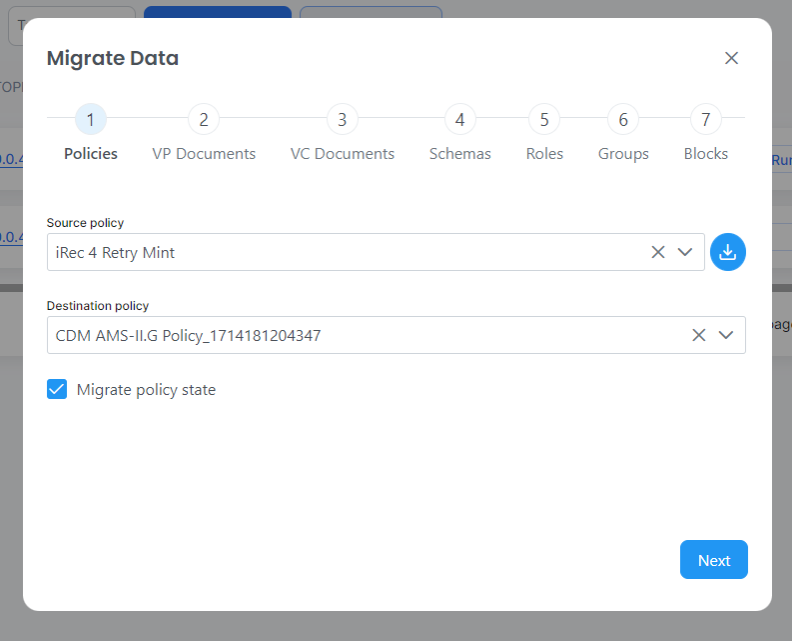 Migrate Data
1 2 3 4 5 6 7
Policies VP Documents VC Documents Schemas Roles Groups Blocks
Source policy
iRec 4 Retry Mint
Destination policy
CDM AMS-II.G Policy_1714181204347
Migrate policy state
Next